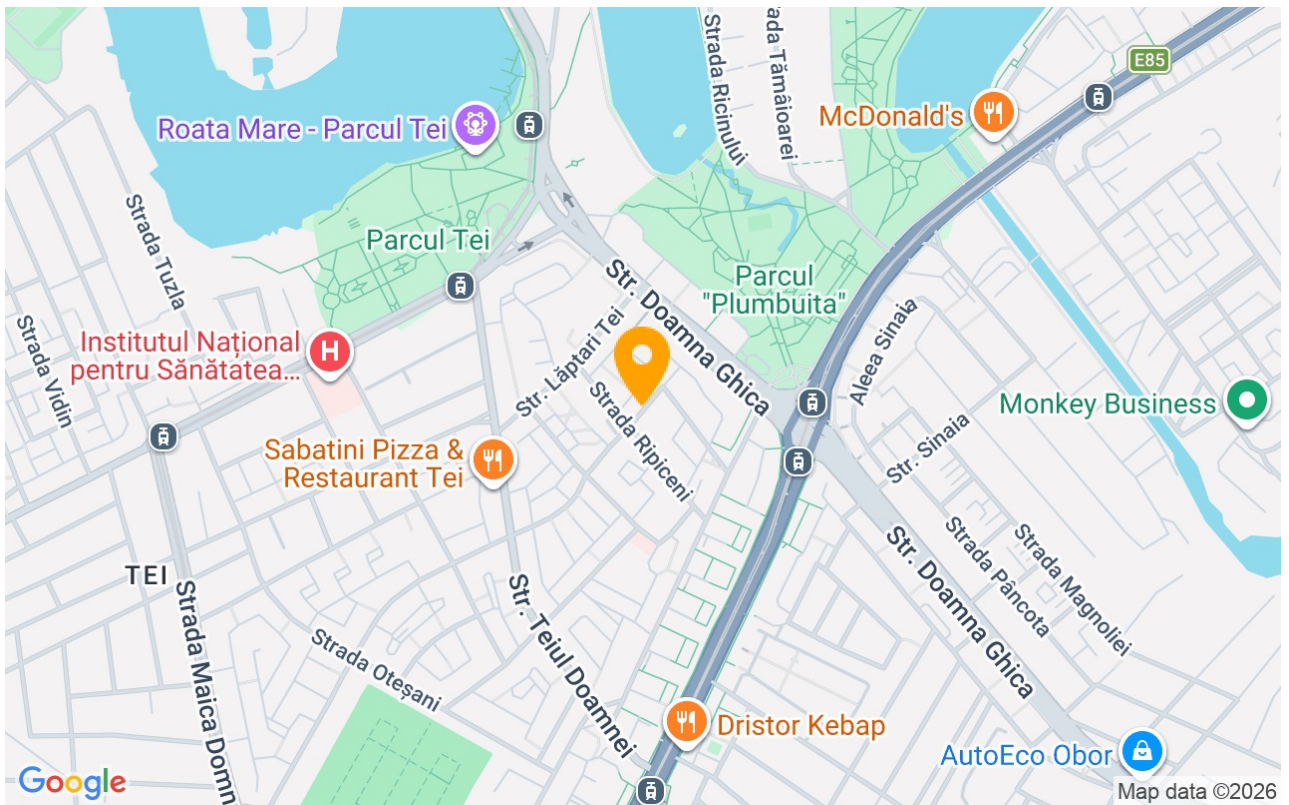 Strada Ricinului
ada Tămâioarei
E85
McDonald's
Roata Mare - Parcul Tei
Strada Tuzla
Parcul Tei
Str. Doamna Ghica
Parcul
"Plumbuita"
Strada Vidin
Institutul Național
pentru Sănătatea...
H
Str. Lăptari Tei
Aleea Sinaia
Strada Ripiceni
Monkey Business
Sabatini Pizza &
Restaurant Tei
Str. Sinaia
TEI
Strada Maica Domn
Str. Teiul Doamnei
Str. Doamna Ghica
Strada Pâncota
Strada Magnoliei
Strada Oteșani
Dristor Kebap
AutoEco Obor
Google
Map data ©2026